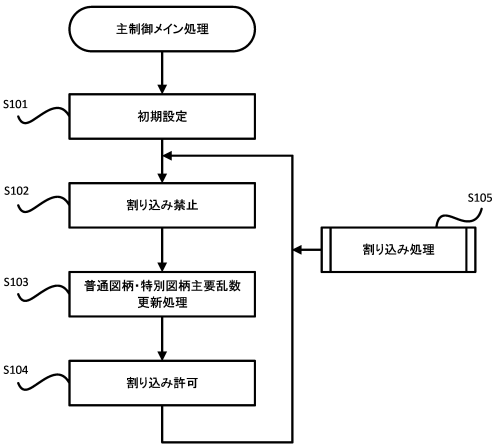 主制御メイン処理
S101
初期設定
S102
割り込み禁止
S105
割り込み処理
S103
普通図柄・特別図柄主要乱数
更新処理
S104
割り込み許可